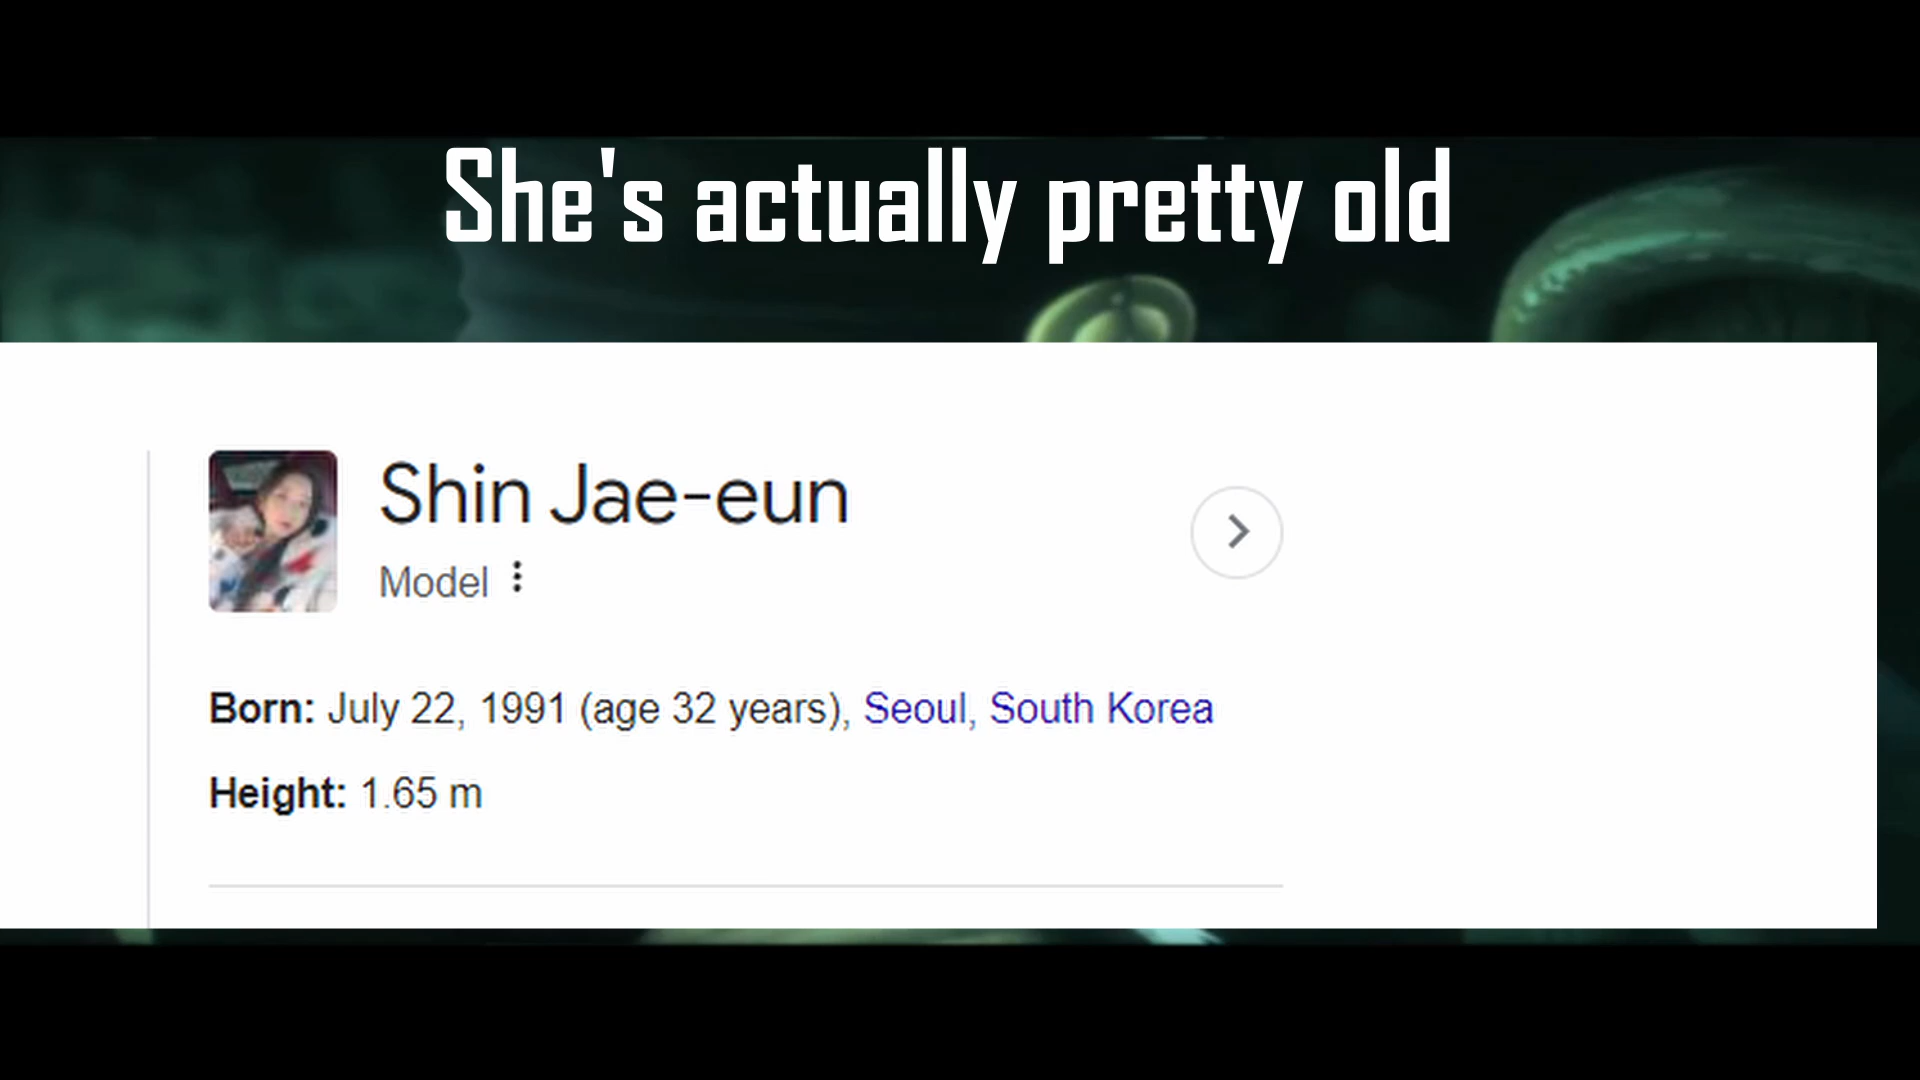 She's actually pretty old
Shin Jae-eun
Model
Born: July 22, 1991 (age 32 years), Seoul, South Korea
Height: 1.65 m